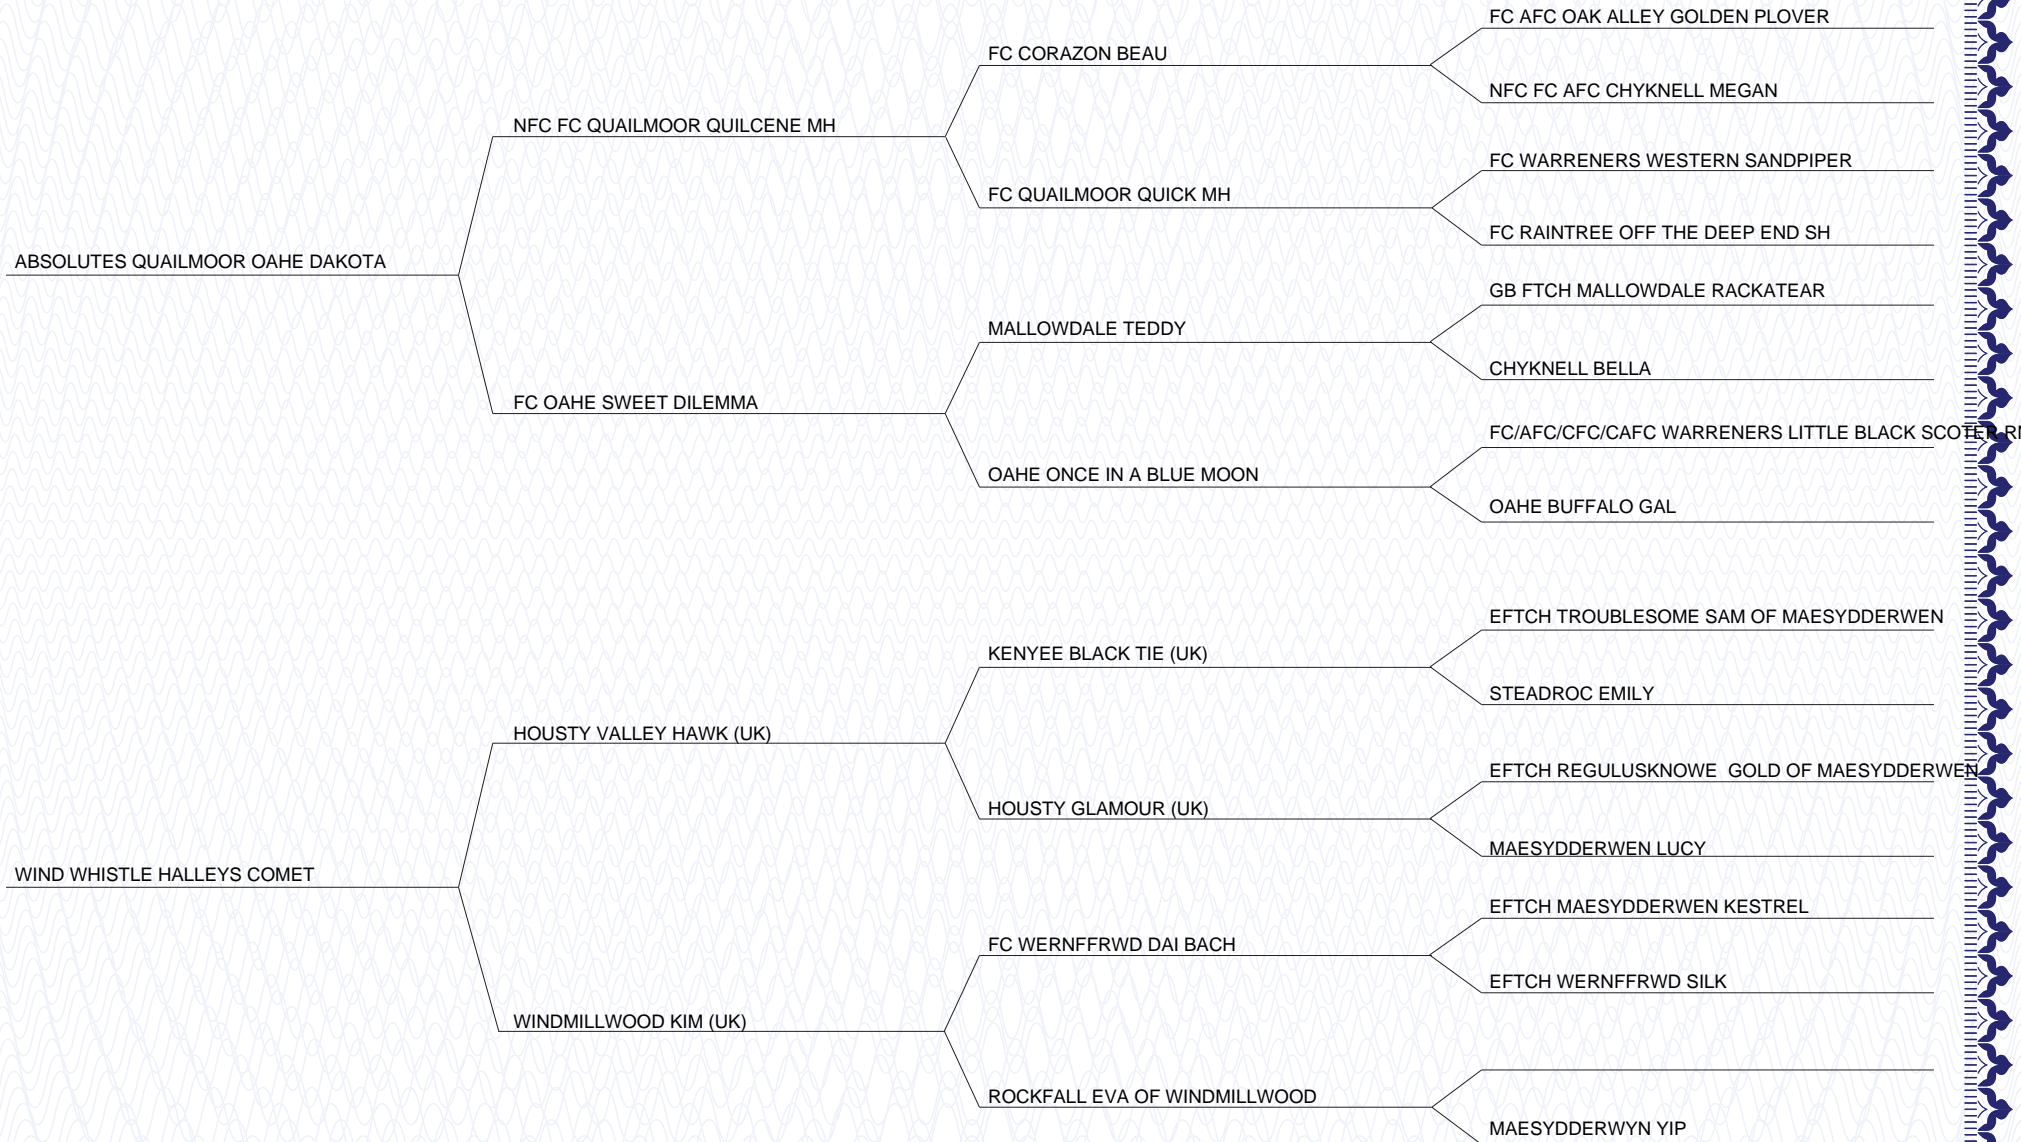 FC AFC OAK ALLEY GOLDEN PLOVER
FC CORAZON BEAU
NFC FC AFC CHYKNELL MEGAN
NFC FC QUAILMOOR QUILCENE MH
FC WARRENERS WESTERN SANDPIPER
FC QUAILMOOR QUICK MH
FC RAINTREE OFF THE DEEP END SH
ABSOLUTES QUAILMOOR OAHE DAKOTA
GB FTCH MALLOWDALE RACKATEAR
MALLOWDALE TEDDY
CHYKNELL BELLA
FC OAHE SWEET DILEMMA
FC/AFC/CFC/CAFC WARRENERS LITTLE BLACK SCOTER
OAHE ONCE IN A BLUE MOON
OAHE BUFFALO GAL
EFTCH TROUBLESOME SAM OF MAESYDDERWEN
KENYEE BLACK TIE (UK)
STEADROC EMILY
HOUSTY VALLEY HAWK (UK)
EFTCH REGULUSKNOWE  GOLD OF MAESYDDERWEN
HOUSTY GLAMOUR (UK)
MAESYDDERWEN LUCY
WIND WHISTLE HALLEYS COMET
EFTCH MAESYDDERWEN KESTREL
FC WERNFFRWD DAI BACH
EFTCH WERNFFRWD SILK
WINDMILLWOOD KIM (UK)
ROCKFALL EVA OF WINDMILLWOOD
MAESYDDERWYN YIP